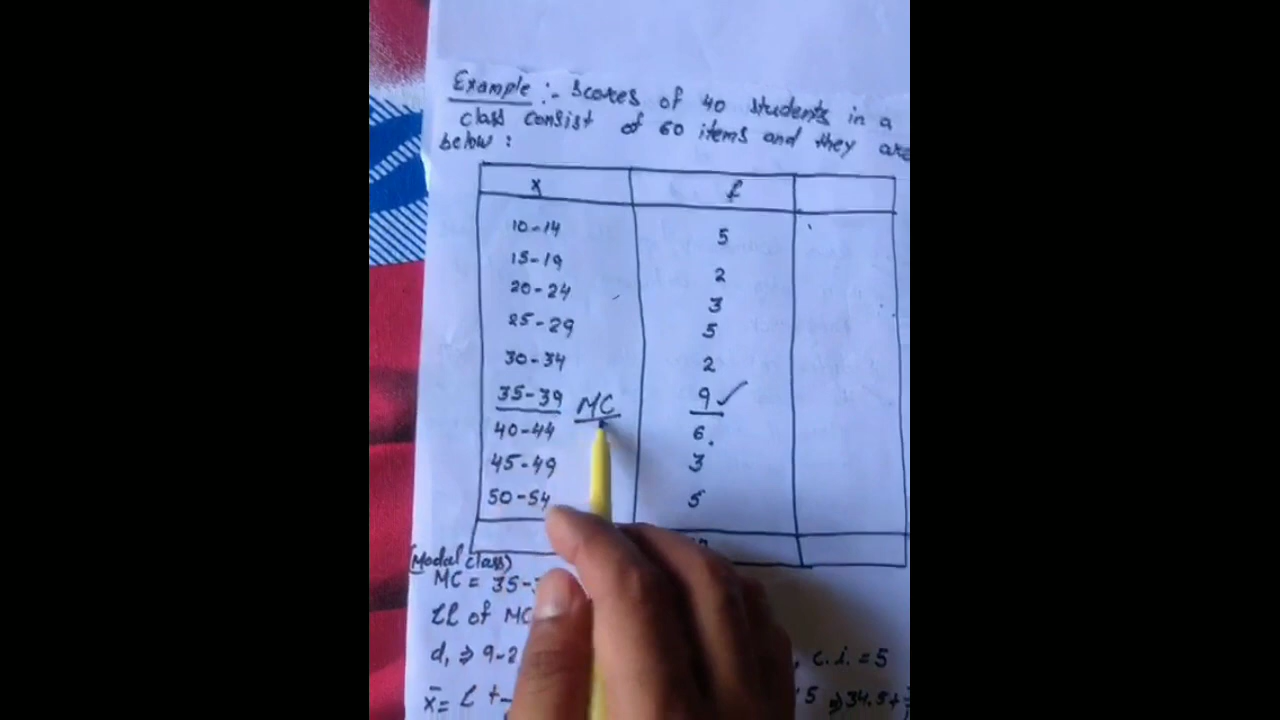 Example :- Scores of 40 students in a
class consist of 60 items and they are
below :
x f
10-14 5
15-19 2
20-24 3
25-29 5
30-34 2
35-39 MC 9 ✓
40-44 6
45-49 3
50-54 5
(Modal class)
MC = 35-
LL of MC
d₁ ⇒ 9-2 , c.i. = 5
x̄ = L + 5 ⇒ 34.5 +